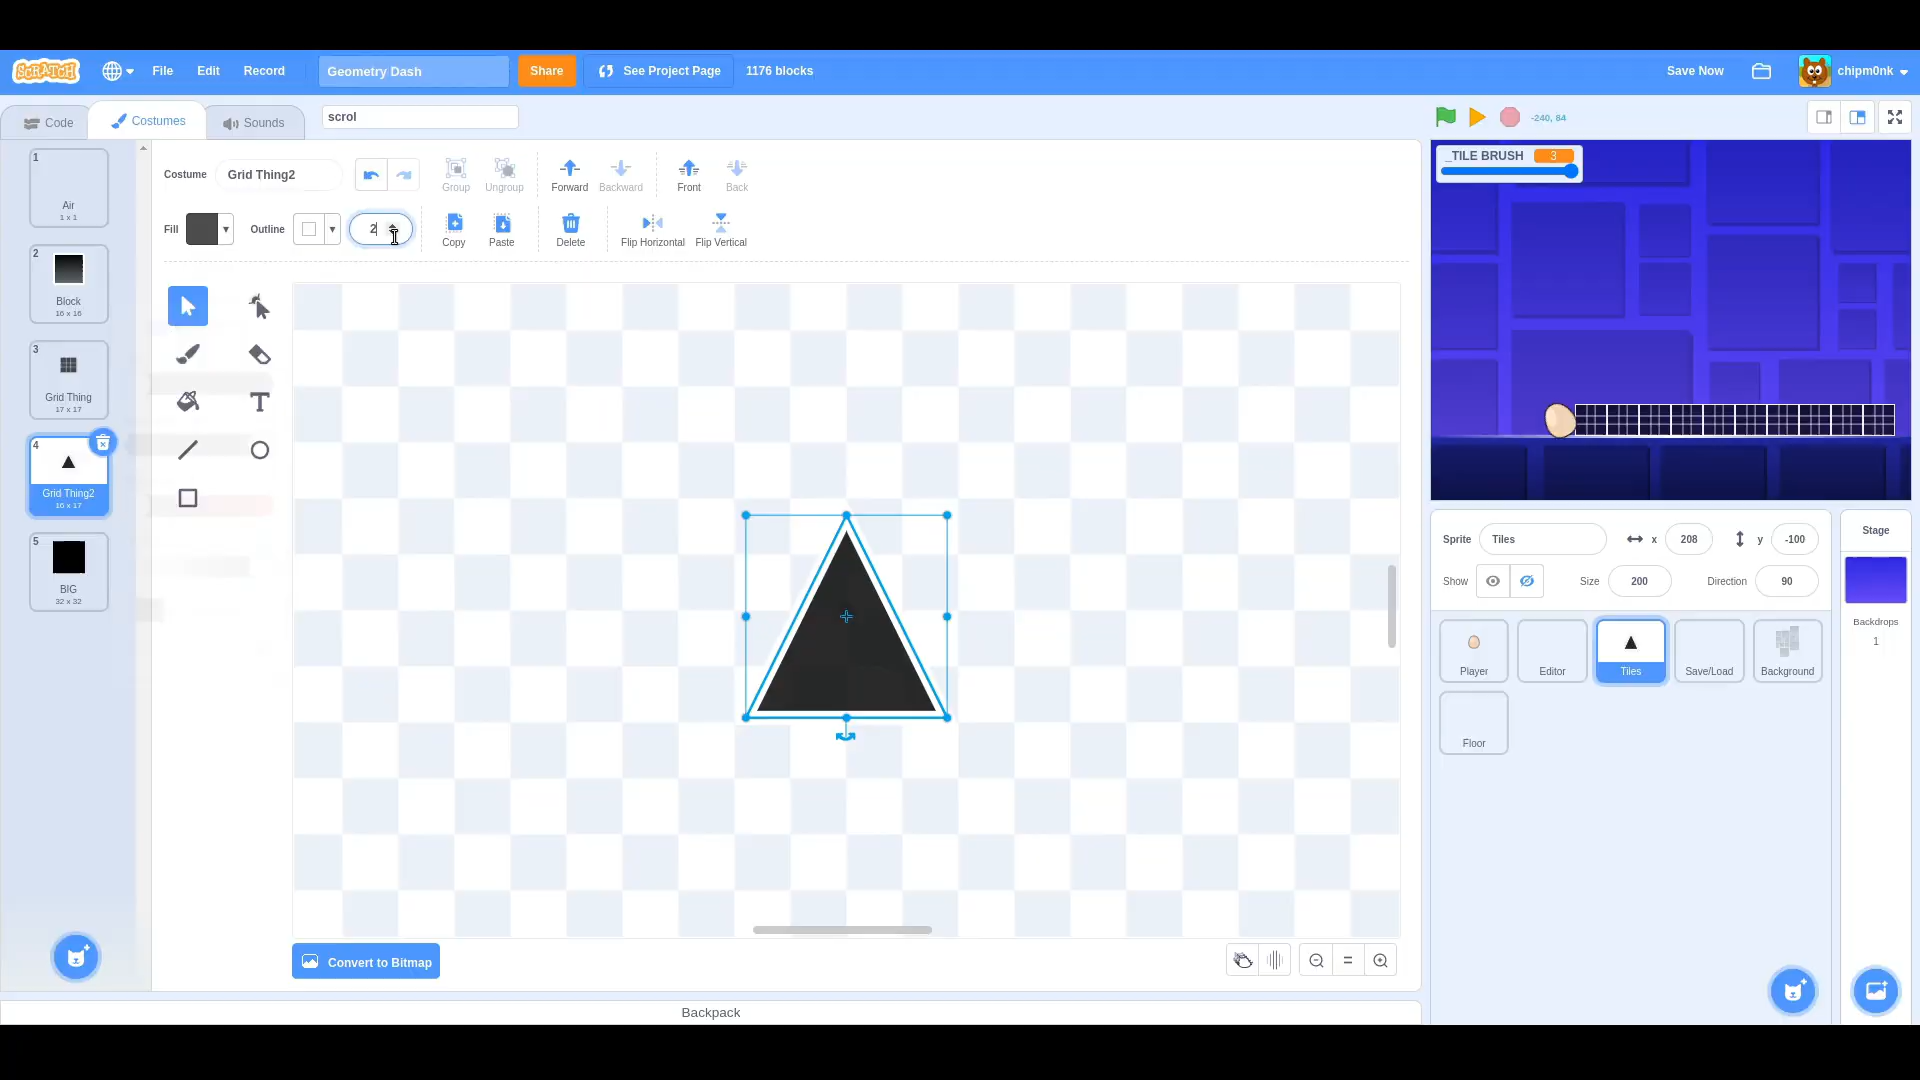 SCRATCH
File
Edit
Record
Geometry Dash
Share
See Project Page
1176 blocks
Save Now
chipm0nk
Code
Costumes
Sounds
scrol
-240, 84
1
Air
1 x 1
2
Block
16 x 16
3
Grid Thing
17 x 17
4
Grid Thing2
16 x 17
5
BIG
32 x 32
Costume
Grid Thing2
Group
Ungroup
Forward
Backward
Front
Back
Fill
Outline
2
Copy
Paste
Delete
Flip Horizontal
Flip Vertical
Convert to Bitmap
Backpack
_TILE BRUSH 3
Sprite
Tiles
x
208
y
-100
Show
Size
200
Direction
90
Player
Editor
Tiles
Save/Load
Background
Floor
Stage
Backdrops
1